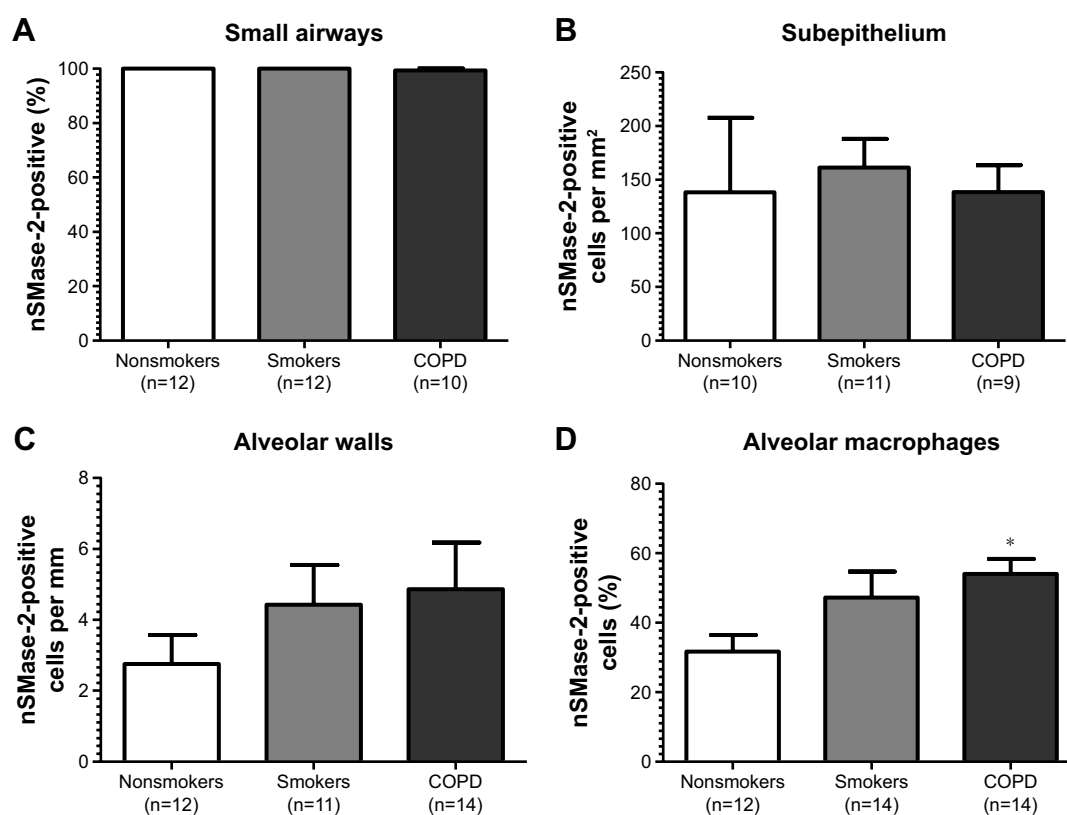 A
Small airways
nSMase-2-positive (%)
100
80
60
40
20
0
Nonsmokers
(n=12)
Smokers
(n=12)
COPD
(n=10)
B
Subepithelium
nSMase-2-positive
cells per mm²
250
200
150
100
50
0
Nonsmokers
(n=10)
Smokers
(n=11)
COPD
(n=9)
C
Alveolar walls
nSMase-2-positive
cells per mm
8
6
4
2
0
Nonsmokers
(n=12)
Smokers
(n=11)
COPD
(n=14)
D
Alveolar macrophages
nSMase-2-positive
cells (%)
80
60
40
20
0
*
Nonsmokers
(n=12)
Smokers
(n=14)
COPD
(n=14)